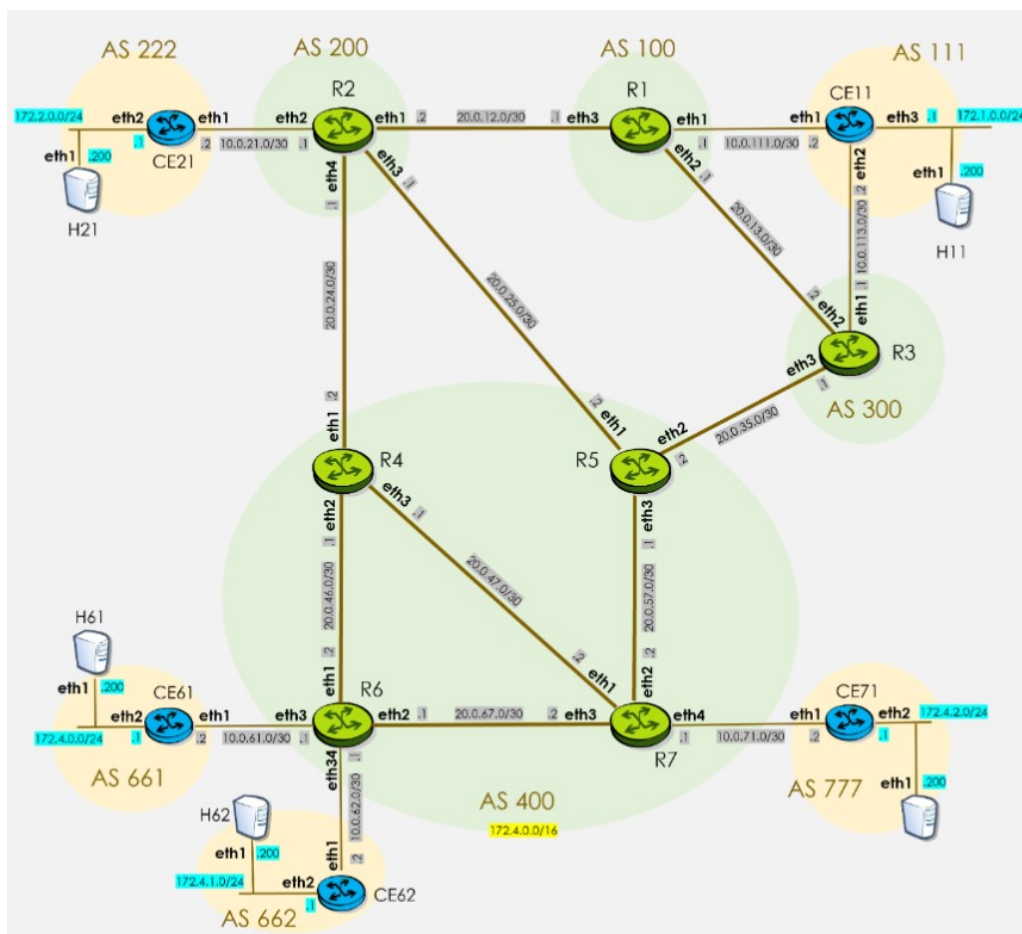 AS 222
AS 200
AS 100
AS 111
R2
R1
CE11
172.2.0.0/24
eth2
eth1
eth2
eth1
.2
20.0.12.0/30
.1
eth3
eth1
eth1
eth3
.1
172.1.0.0/24
.1
.2
10.0.21.0/30
.1
.1
10.0.111.0/30
.2
eth1
.200
CE21
eth4
eth3
.1
eth2
.1
eth2
eth1
.200
H21
.1
.2
H11
20.0.13.0/30
10.0.113.0/30
20.0.24.0/30
20.0.25.0/30
.2
eth2
.1
eth1
R3
eth3
.1
AS 300
.2
eth1
.2
eth1
eth2
20.0.35.0/30
.2
R4
R5
eth2
eth3
.1
eth3
.1
.1
20.0.46.0/30
20.0.47.0/30
20.0.57.0/30
H61
.2
.2
.2
eth1
.200
CE61
eth1
R6
eth1
eth2
CE71
eth2
eth1
eth3
eth2
.1
20.0.67.0/30
.2
eth3
eth4
eth1
eth2
172.4.2.0/24
172.4.0.0/24
.1
.2
10.0.61.0/30
.1
.1
10.0.71.0/30
.2
.1
R7
AS 661
eth34
.1
AS 400
AS 777
eth1
.200
H62
10.0.62.0/30
172.4.0.0/16
eth1
.200
eth1
.2
172.4.1.0/24
eth2
.1
CE62
AS 662